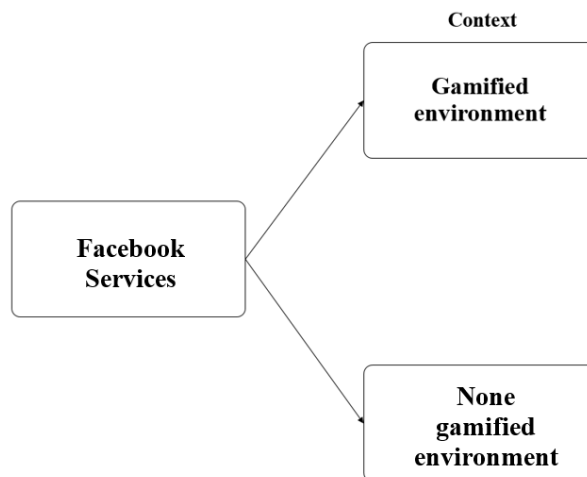 Context
Gamified
environment
Facebook
Services
None
gamified
environment